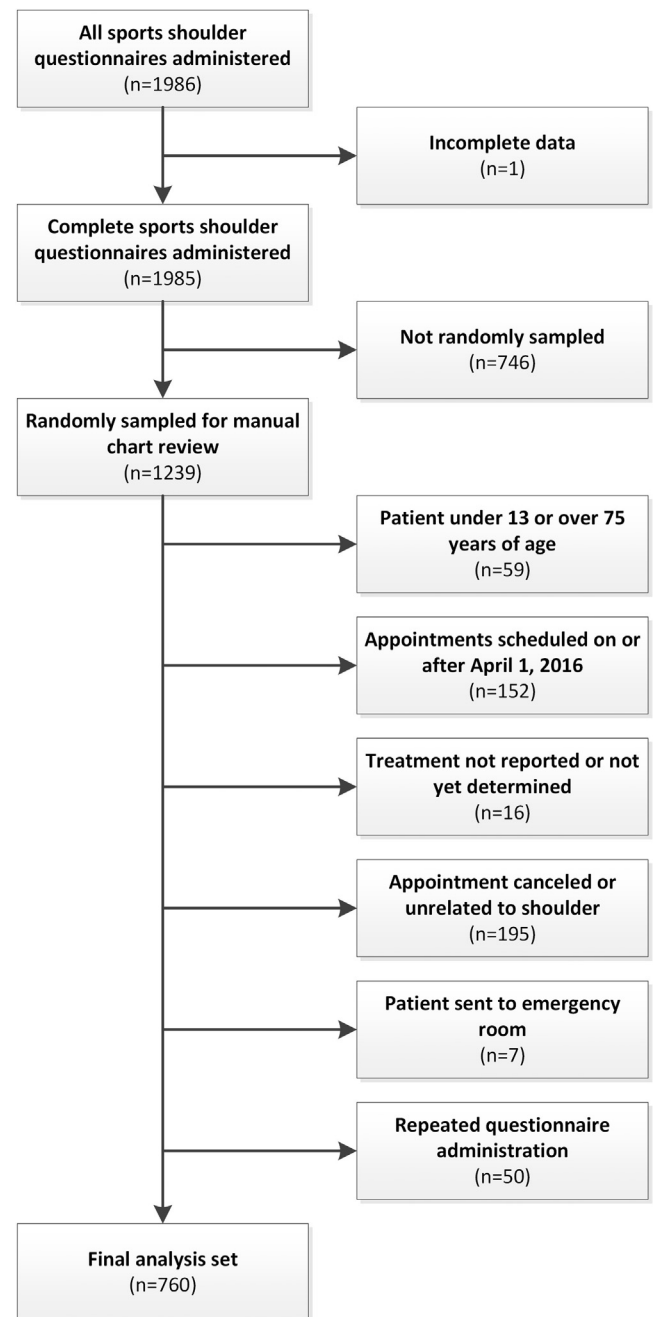 All sports shoulder
questionnaires administered
(n=1986)
Incomplete data
(n=1)
Complete sports shoulder
questionnaires administered
(n=1985)
Not randomly sampled
(n=746)
Randomly sampled for manual
chart review
(n=1239)
Patient under 13 or over 75
years of age
(n=59)
Appointments scheduled on or
after April 1, 2016
(n=152)
Treatment not reported or not
yet determined
(n=16)
Appointment canceled or
unrelated to shoulder
(n=195)
Patient sent to emergency
room
(n=7)
Repeated questionnaire
administration
(n=50)
Final analysis set
(n=760)